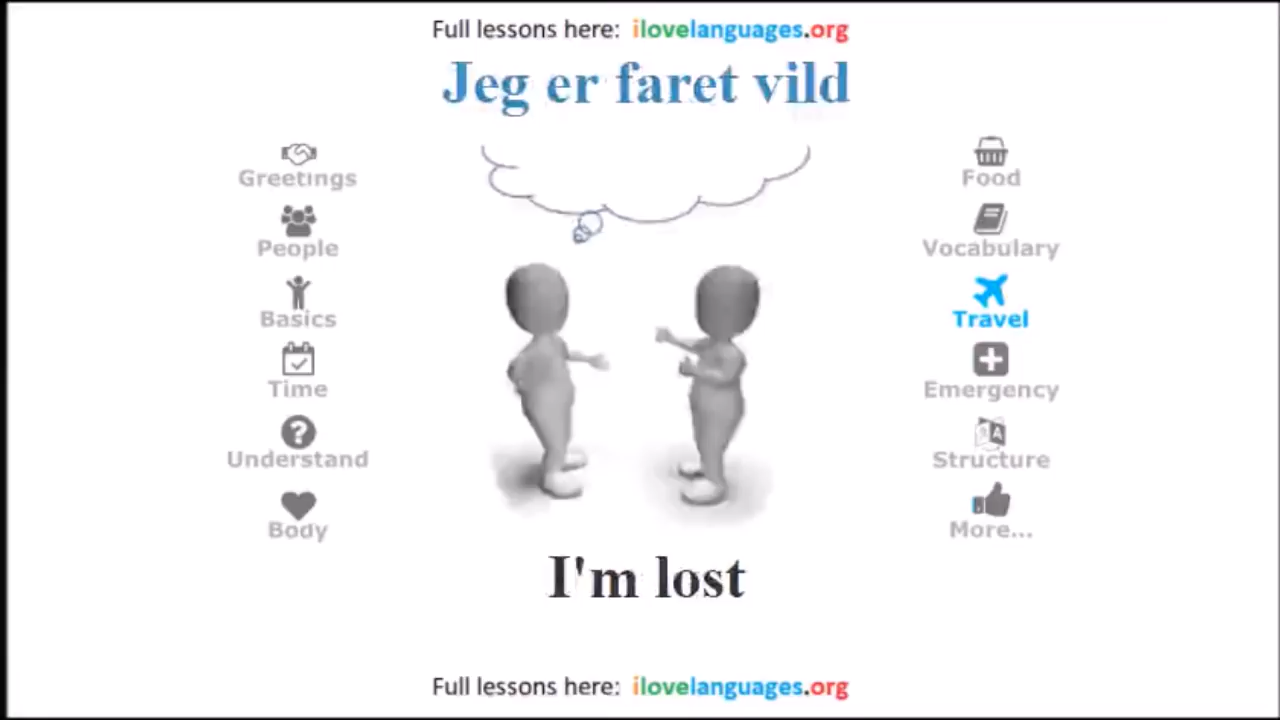 Full lessons here: ilovelanguages.org
Jeg er faret vild
Greetings
People
Basics
Time
Understand
Body
Food
Vocabulary
Travel
Emergency
Structure
More...
I'm lost
Full lessons here: ilovelanguages.org